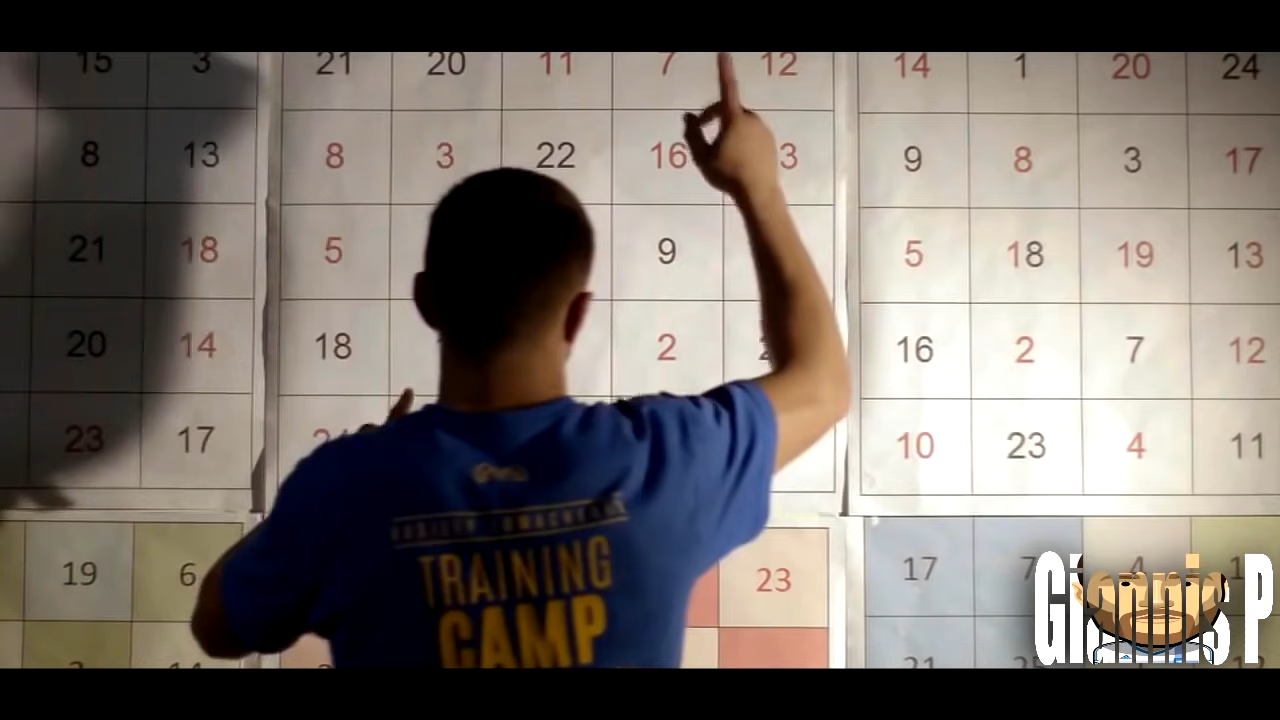 15 3 21 20 11 7 12 14 1 20 24
8 13 8 3 22 16 3 9 8 3 17
21 18 5 9 5 18 19 13
20 14 18 2 16 2 7 12
23 17 10 23 4 11
19 6 23 17 7 4
TRAINING
CAMP
Giannis P